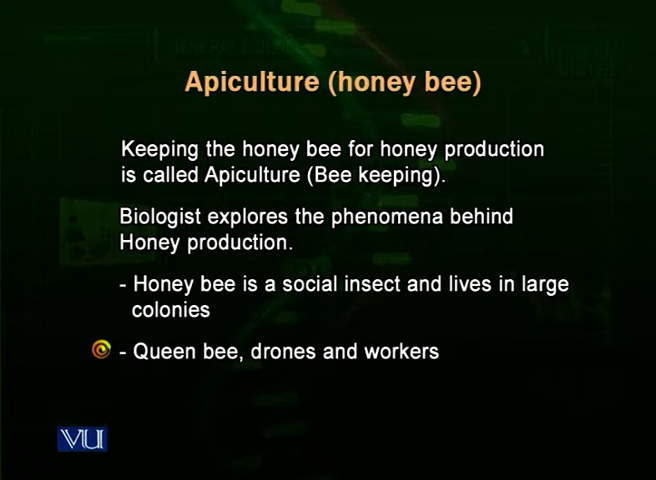 Apiculture (honey bee)
Keeping the honey bee for honey production
is called Apiculture (Bee keeping).
Biologist explores the phenomena behind
Honey production.
- Honey bee is a social insect and lives in large
colonies
- Queen bee, drones and workers
VU